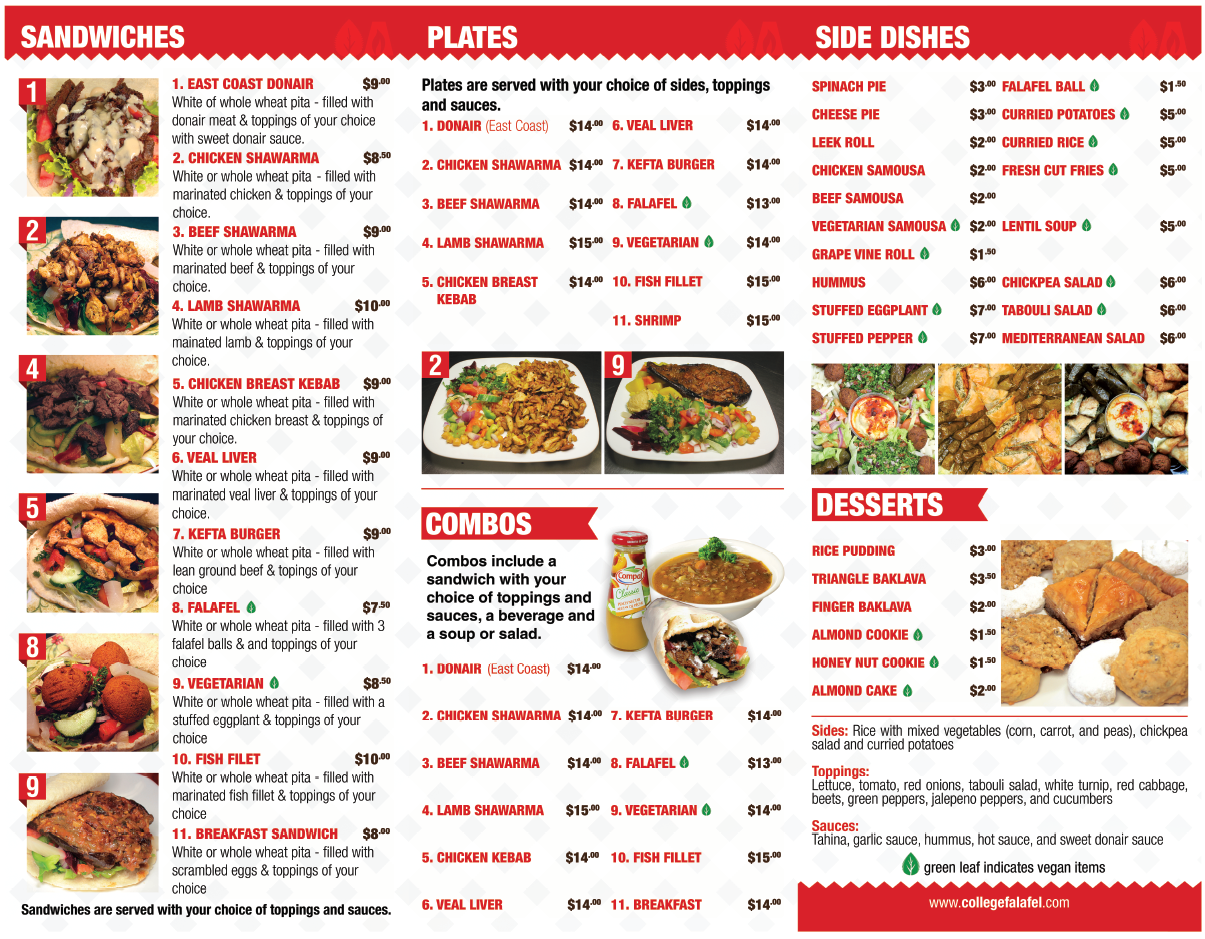 SANDWICHES
1
1. EAST COAST DONAIR $9.00
White of whole wheat pita - filled with
donair meat & toppings of your choice
with sweet donair sauce.
2. CHICKEN SHAWARMA $8.50
White or whole wheat pita - filled with
marinated chicken & toppings of your
choice.
2
3. BEEF SHAWARMA $9.00
White or whole wheat pita - filled with
marinated beef & toppings of your
choice.
4. LAMB SHAWARMA $10.00
White or whole wheat pita - filled with
mainated lamb & toppings of your
choice.
4
5. CHICKEN BREAST KEBAB $9.00
White or whole wheat pita - filled with
marinated chicken breast & toppings of
your choice.
6. VEAL LIVER $9.00
White or whole wheat pita - filled with
marinated veal liver & toppings of your
choice.
5
7. KEFTA BURGER $9.00
White or whole wheat pita - filled with
lean ground beef & topings of your
choice
8. FALAFEL $7.50
White or whole wheat pita - filled with 3
falafel balls & and toppings of your
choice
8
9. VEGETARIAN $8.50
White or whole wheat pita - filled with a
stuffed eggplant & toppings of your
choice
10. FISH FILET $10.00
White or whole wheat pita - filled with
marinated fish fillet & toppings of your
choice
9
11. BREAKFAST SANDWICH $8.00
White or whole wheat pita - filled with
scrambled eggs & toppings of your
choice
Sandwiches are served with your choice of toppings and sauces.
PLATES
Plates are served with your choice of sides, toppings
and sauces.
1. DONAIR (East Coast) $14.00 6. VEAL LIVER $14.00
2. CHICKEN SHAWARMA $14.00 7. KEFTA BURGER $14.00
3. BEEF SHAWARMA $14.00 8. FALAFEL $13.00
4. LAMB SHAWARMA $15.00 9. VEGETARIAN $14.00
5. CHICKEN BREAST $14.00 10. FISH FILLET $15.00
KEBAB
11. SHRIMP $15.00
2 9
COMBOS
Combos include a
sandwich with your
choice of toppings and
sauces, a beverage and
a soup or salad.
Compal
Classic
1. DONAIR (East Coast) $14.00
2. CHICKEN SHAWARMA $14.00 7. KEFTA BURGER $14.00
3. BEEF SHAWARMA $14.00 8. FALAFEL $13.00
4. LAMB SHAWARMA $15.00 9. VEGETARIAN $14.00
5. CHICKEN KEBAB $14.00 10. FISH FILLET $15.00
6. VEAL LIVER $14.00 11. BREAKFAST $14.00
SIDE DISHES
SPINACH PIE $3.00 FALAFEL BALL $1.50
CHEESE PIE $3.00 CURRIED POTATOES $5.00
LEEK ROLL $2.00 CURRIED RICE $5.00
CHICKEN SAMOUSA $2.00 FRESH CUT FRIES $5.00
BEEF SAMOUSA $2.00
VEGETARIAN SAMOUSA $2.00 LENTIL SOUP $5.00
GRAPE VINE ROLL $1.50
HUMMUS $6.00 CHICKPEA SALAD $6.00
STUFFED EGGPLANT $7.00 TABOULI SALAD $6.00
STUFFED PEPPER $7.00 MEDITERRANEAN SALAD $6.00
DESSERTS
RICE PUDDING $3.00
TRIANGLE BAKLAVA $3.50
FINGER BAKLAVA $2.00
ALMOND COOKIE $1.50
HONEY NUT COOKIE $1.50
ALMOND CAKE $2.00
Sides: Rice with mixed vegetables (corn, carrot, and peas), chickpea
salad and curried potatoes
Toppings:
Lettuce, tomato, red onions, tabouli salad, white turnip, red cabbage,
beets, green peppers, jalepeno peppers, and cucumbers
Sauces:
Tahina, garlic sauce, hummus, hot sauce, and sweet donair sauce
green leaf indicates vegan items
www.collegefalafel.com